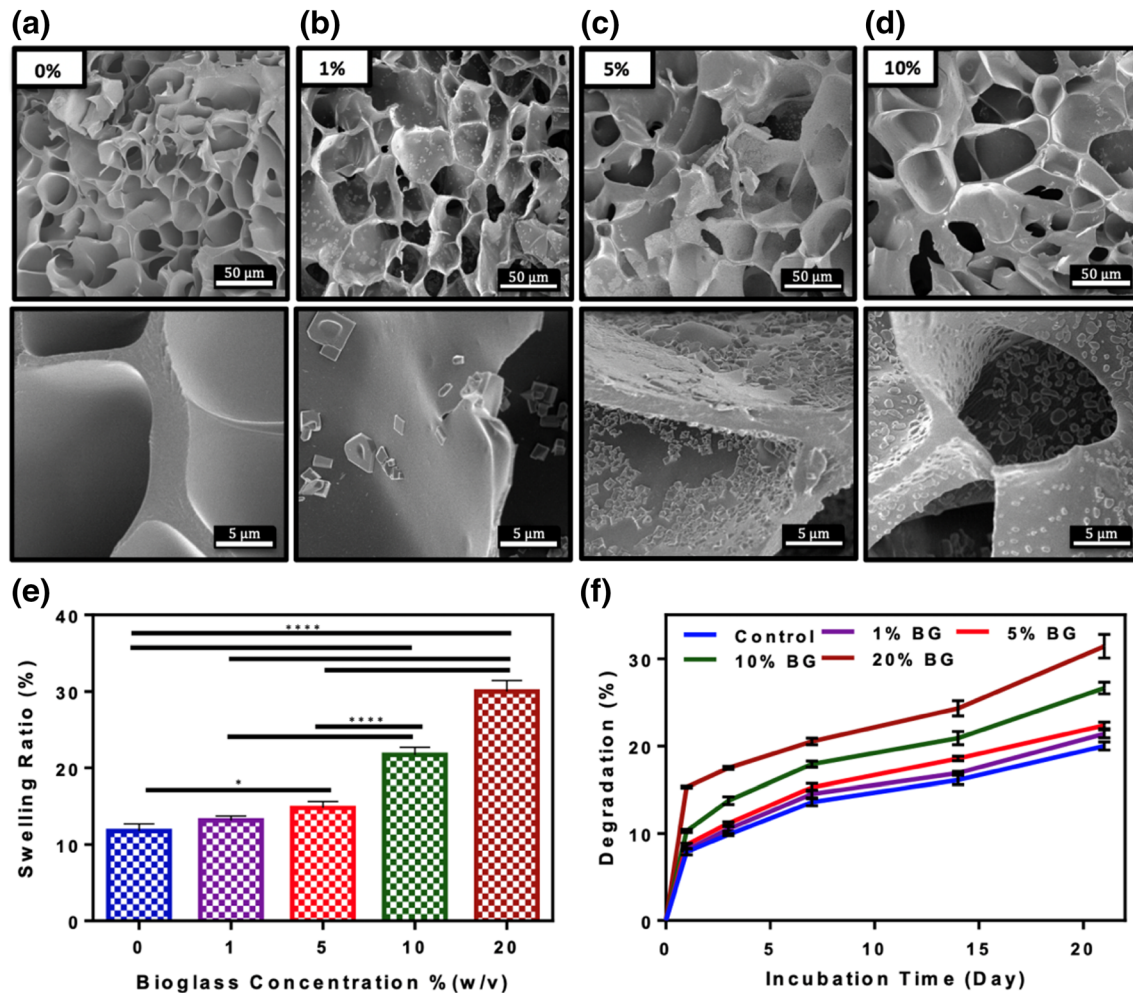 (a) (b) (c) (d)
0% 1% 5% 10%
50 µm 50 µm 50 µm 50 µm
5 µm 5 µm 5 µm 5 µm
(e)
40
30
20
10
0
Swelling Ratio (%)
****
****
*
0 1 5 10 20
Bioglass Concentration % (w/v)
(f)
Control 1% BG 5% BG
10% BG 20% BG
30
20
10
0
Degradation (%)
0 5 10 15 20
Incubation Time (Day)